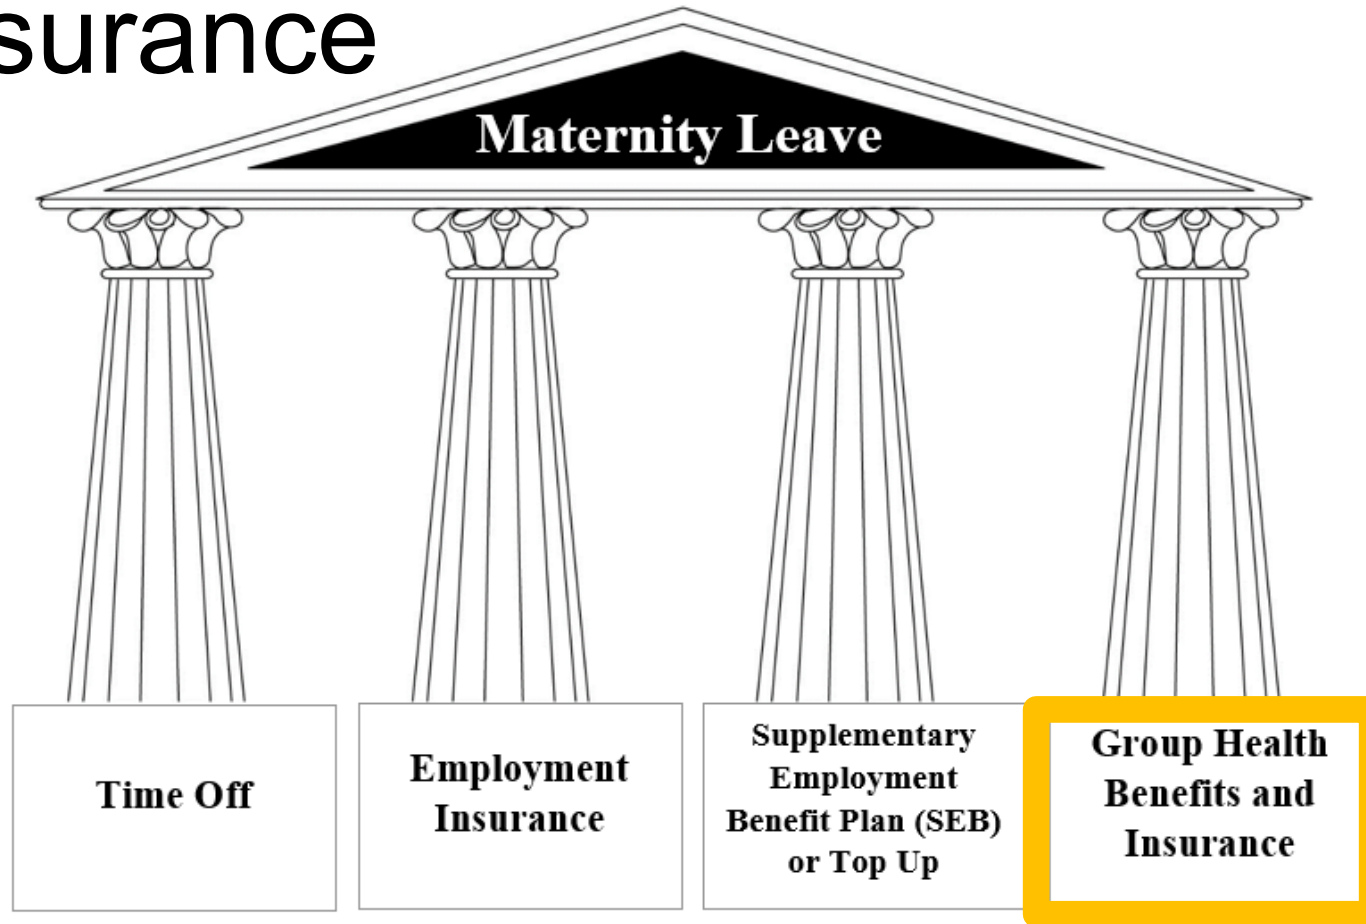 surance
Maternity Leave
Time Off
Employment
Insurance
Supplementary
Employment
Benefit Plan (SEB)
or Top Up
Group Health
Benefits and
Insurance